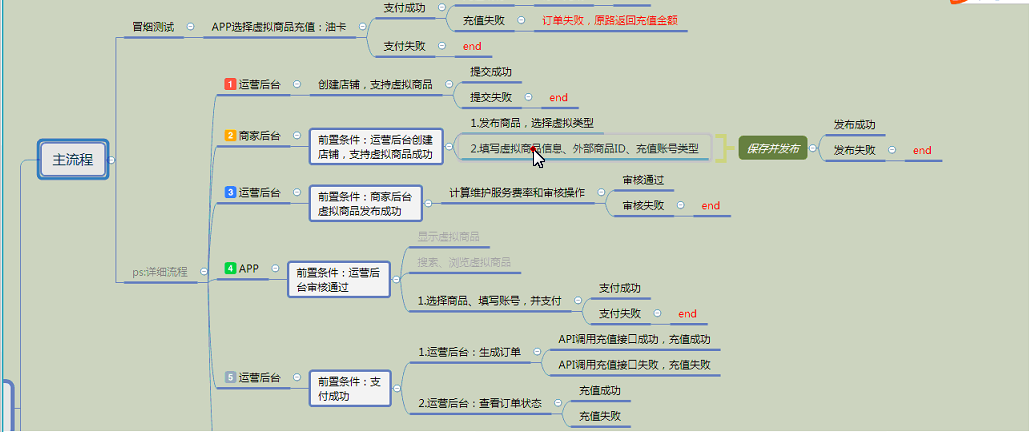 支付成功
冒烟测试
APP选择虚拟商品充值：油卡
充值失败
订单失败，原路返回充值金额
支付失败
end
1 运营后台
创建店铺，支持虚拟商品
提交成功
提交失败
end
2 商家后台
前置条件：运营后台创建
店铺，支持虚拟商品成功
1.发布商品，选择虚拟类型
2.填写虚拟商品信息、外部商品ID、充值账号类型
保存并发布
发布成功
发布失败
end
主流程
3 运营后台
前置条件：商家后台
虚拟商品发布成功
计算维护服务费率和审核操作
审核通过
审核失败
end
ps:详细流程
4 APP
前置条件：运营后
台审核通过
显示虚拟商品
搜索、浏览虚拟商品
1.选择商品、填写账号，并支付
支付成功
支付失败
end
5 运营后台
前置条件：支
付成功
1.运营后台：生成订单
API调用充值接口成功，充值成功
API调用充值接口失败，充值失败
2.运营后台：查看订单状态
充值成功
充值失败